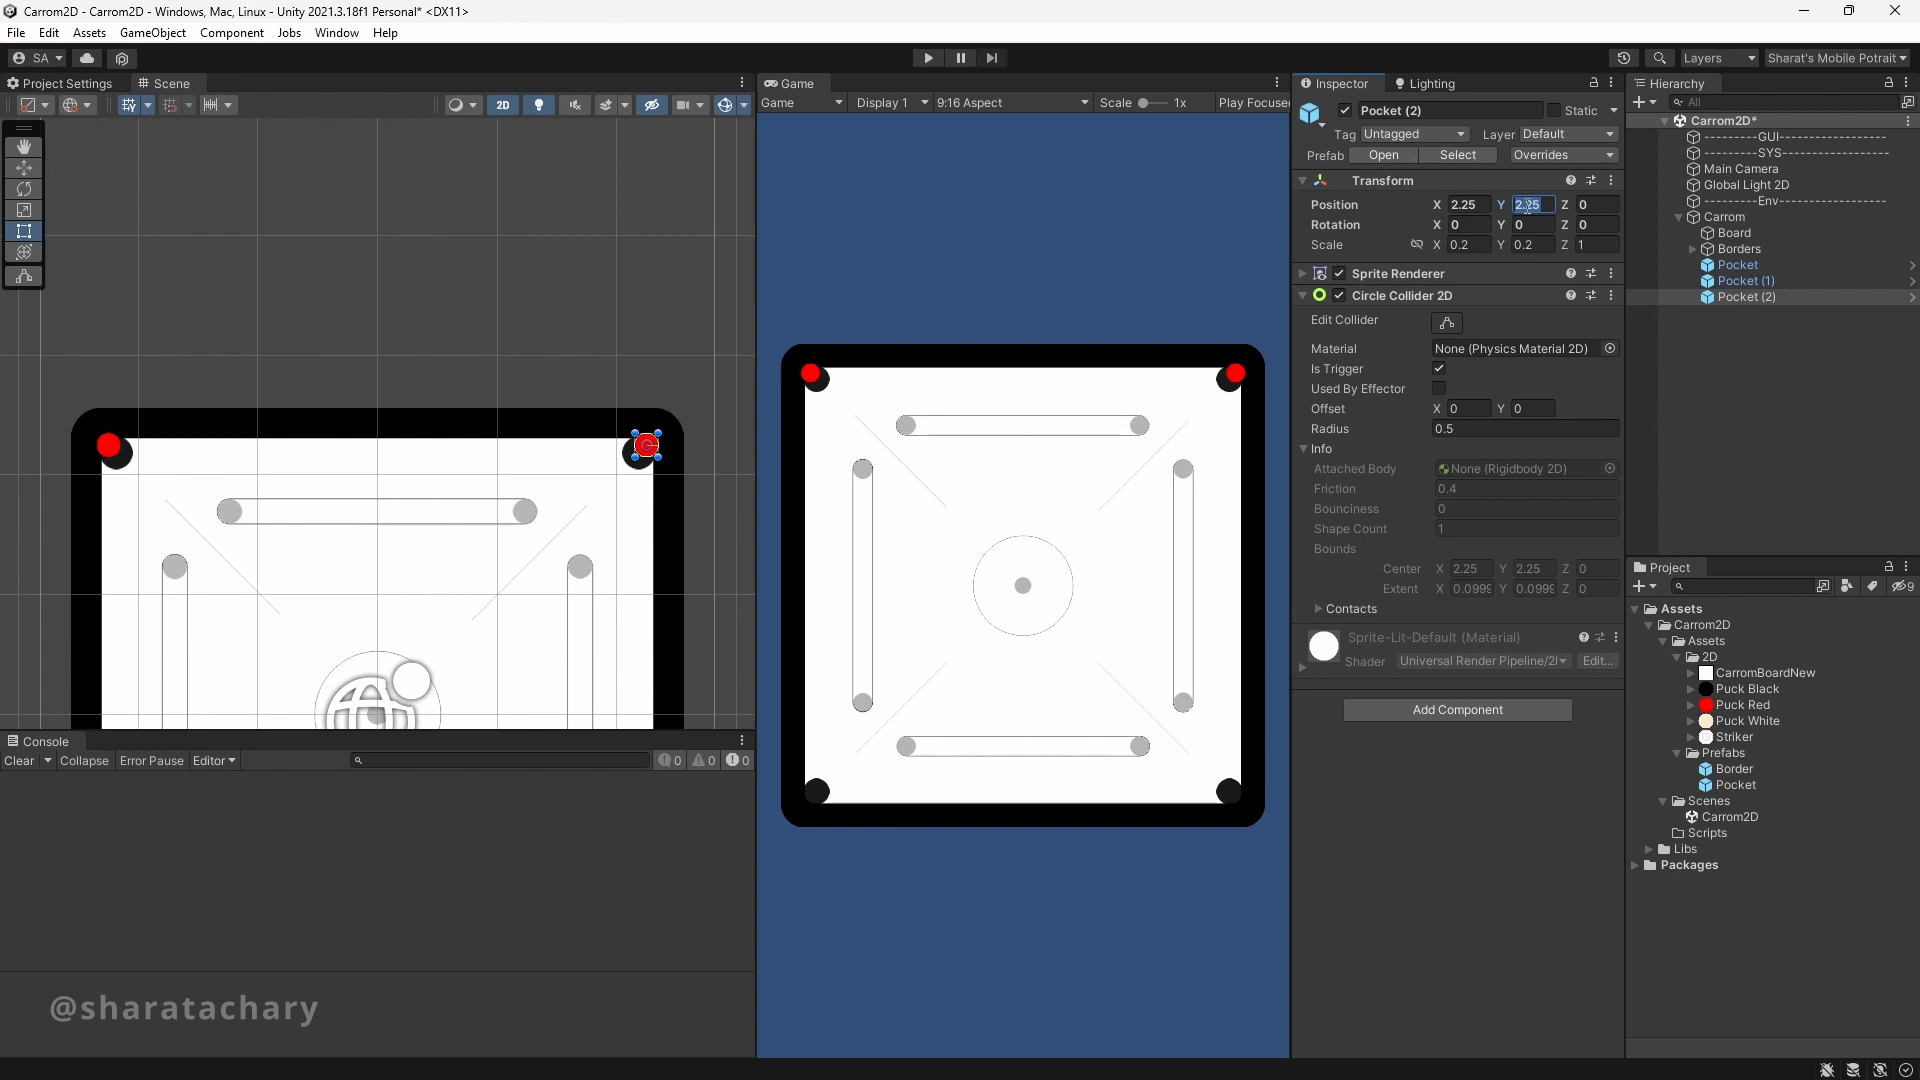 Carrom2D - Carrom2D - Windows, Mac, Linux - Unity 2021.3.18f1 Personal* <DX11>
File Edit Assets GameObject Component Jobs Window Help
SA Layers Sharat's Mobile Potrait
Project Settings Scene Game Inspector Lighting Hierarchy
2D
Game Display 1 9:16 Aspect Scale 1x Play Focuse
All
Pocket (2) Static
Tag Untagged Layer Default
Prefab Open Select Overrides
Transform
Position X 2.25 Y 2.25 Z 0
Rotation X 0 Y 0 Z 0
Scale X 0.2 Y 0.2 Z 1
Sprite Renderer
Circle Collider 2D
Edit Collider
Material None (Physics Material 2D)
Is Trigger
Used By Effector
Offset X 0 Y 0
Radius 0.5
Info
Attached Body None (Rigidbody 2D)
Friction 0.4
Bounciness 0
Shape Count 1
Bounds
Center X 2.25 Y 2.25 Z 0
Extent X 0.0999 Y 0.0999 Z 0
Contacts
Sprite-Lit-Default (Material)
Shader Universal Render Pipeline/2I Edit...
Add Component
Carrom2D*
---------GUI------------------
---------SYS------------------
Main Camera
Global Light 2D
---------Env------------------
Carrom
Board
Borders
Pocket
Pocket (1)
Pocket (2)
Project
9
Assets
Carrom2D
Assets
2D
CarromBoardNew
Puck Black
Puck Red
Puck White
Striker
Prefabs
Border
Pocket
Scenes
Carrom2D
Scripts
Libs
Packages
Console
Clear Collapse Error Pause Editor 0 0 0
@sharatachary